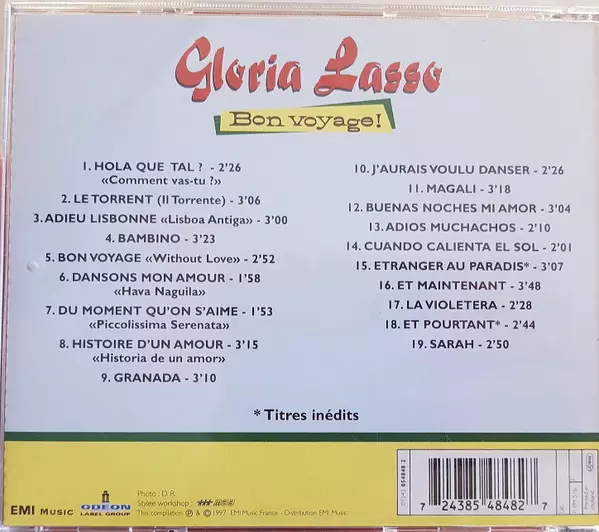 Gloria Lasso
Bon voyage!
1. HOLA QUE TAL ? - 2'26
«Comment vas-tu ?»
2. LE TORRENT (Il Torrente) - 3'06
3. ADIEU LISBONNE «Lisboa Antiga» - 3'00
4. BAMBINO - 3'23
5. BON VOYAGE «Without Love» - 2'52
6. DANSONS MON AMOUR - 1'58
«Hava Naguila»
7. DU MOMENT QU'ON S'AIME - 1'53
«Piccolissima Serenata»
8. HISTOIRE D'UN AMOUR - 3'15
«Historia de un amor»
9. GRANADA - 3'10
10. J'AURAIS VOULU DANSER - 2'26
11. MAGALI - 3'18
12. BUENAS NOCHES MI AMOR - 3'04
13. ADIOS MUCHACHOS - 2'10
14. CUANDO CALIENTA EL SOL - 2'01
15. ETRANGER AU PARADIS* - 3'07
16. ET MAINTENANT - 3'48
17. LA VIOLETERA - 2'28
18. ET POURTANT* - 2'44
19. SARAH - 2'50
* Titres inédits
EMI MUSIC
ODEON
LABEL GROUP
Photo : D. R.
Stylee workshop :
This compilation ℗ & © 1997 EMI Music France - Distribution EMI Music
7 24385 48482 7